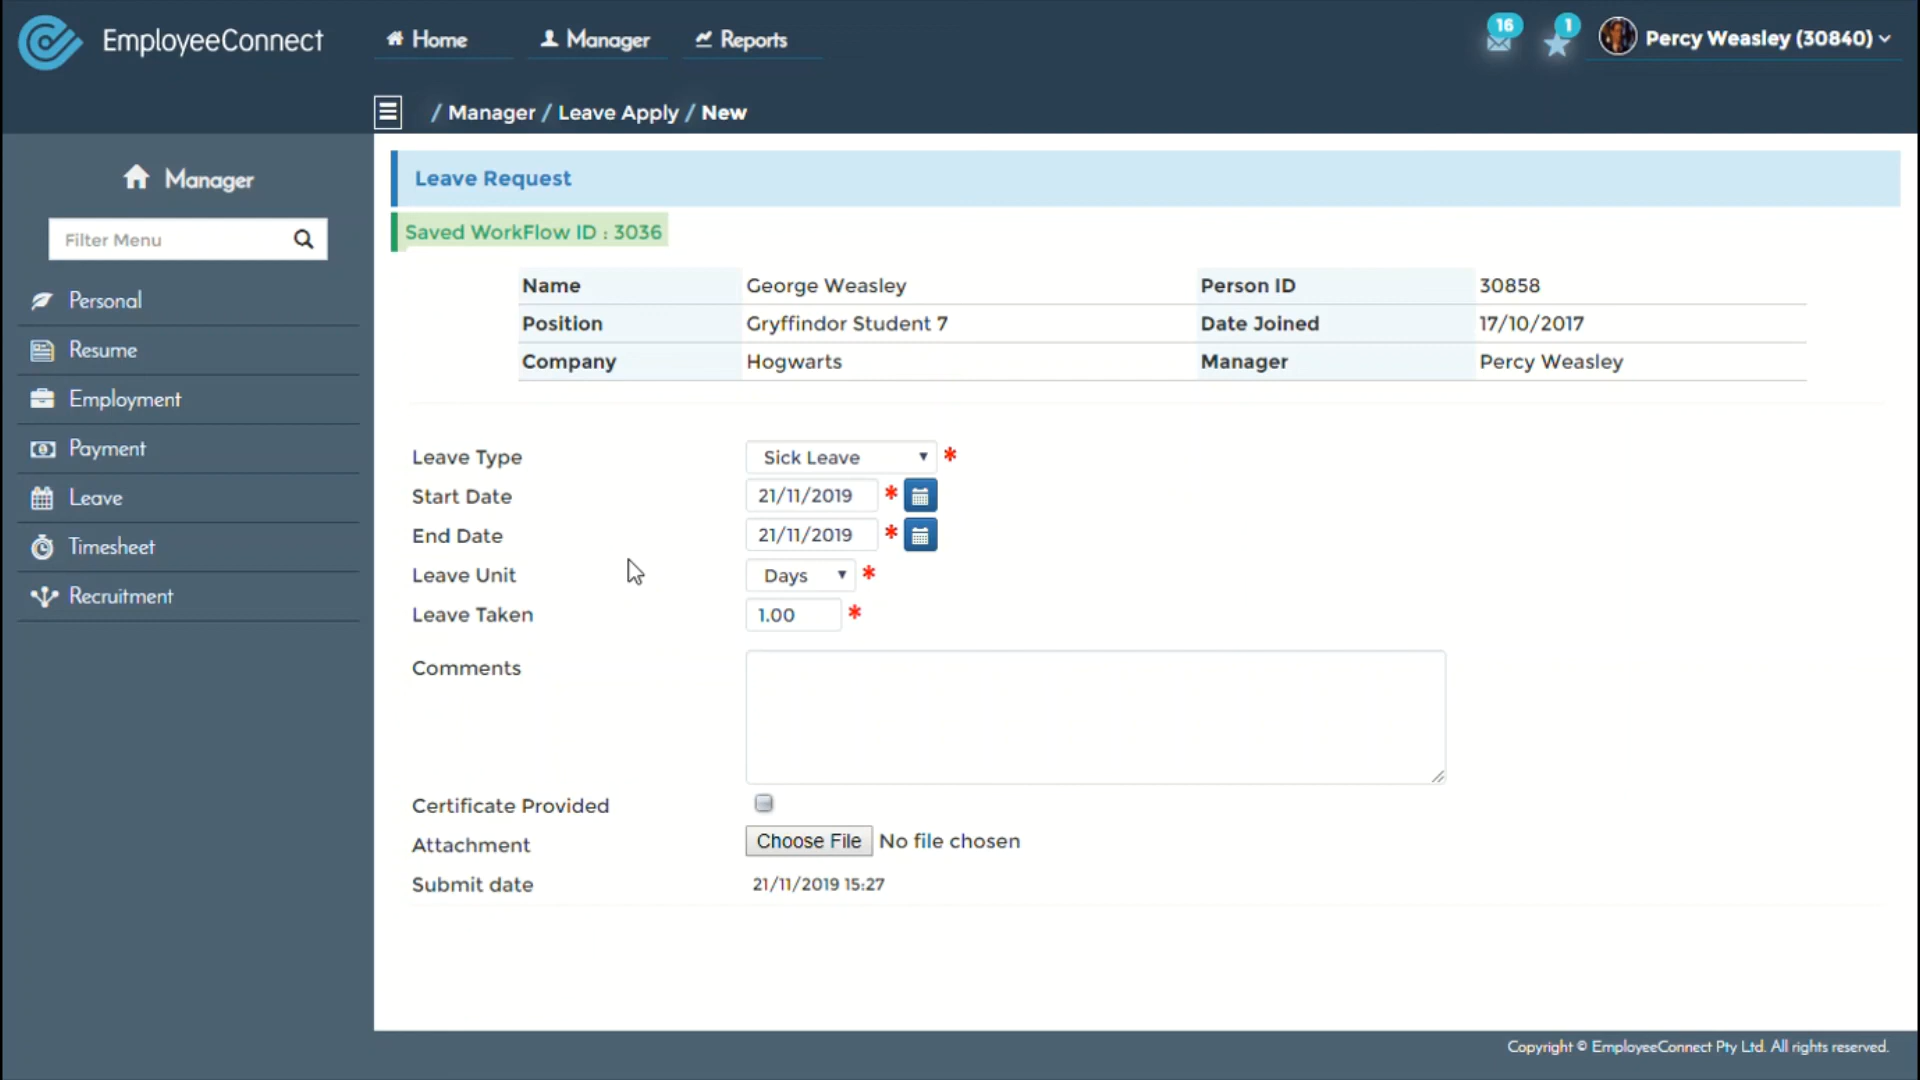 EmployeeConnect
Home
Manager
Reports
16
1
Percy Weasley (30840)
/ Manager / Leave Apply / New
Manager
Filter Menu
Personal
Resume
Employment
Payment
Leave
Timesheet
Recruitment
Leave Request
Saved WorkFlow ID : 3036
Name George Weasley Person ID 30858
Position Gryffindor Student 7 Date Joined 17/10/2017
Company Hogwarts Manager Percy Weasley
Leave Type Sick Leave *
Start Date 21/11/2019 *
End Date 21/11/2019 *
Leave Unit Days *
Leave Taken 1.00 *
Comments
Certificate Provided
Attachment Choose File No file chosen
Submit date 21/11/2019 15:27
Copyright © EmployeeConnect Pty Ltd. All rights reserved.